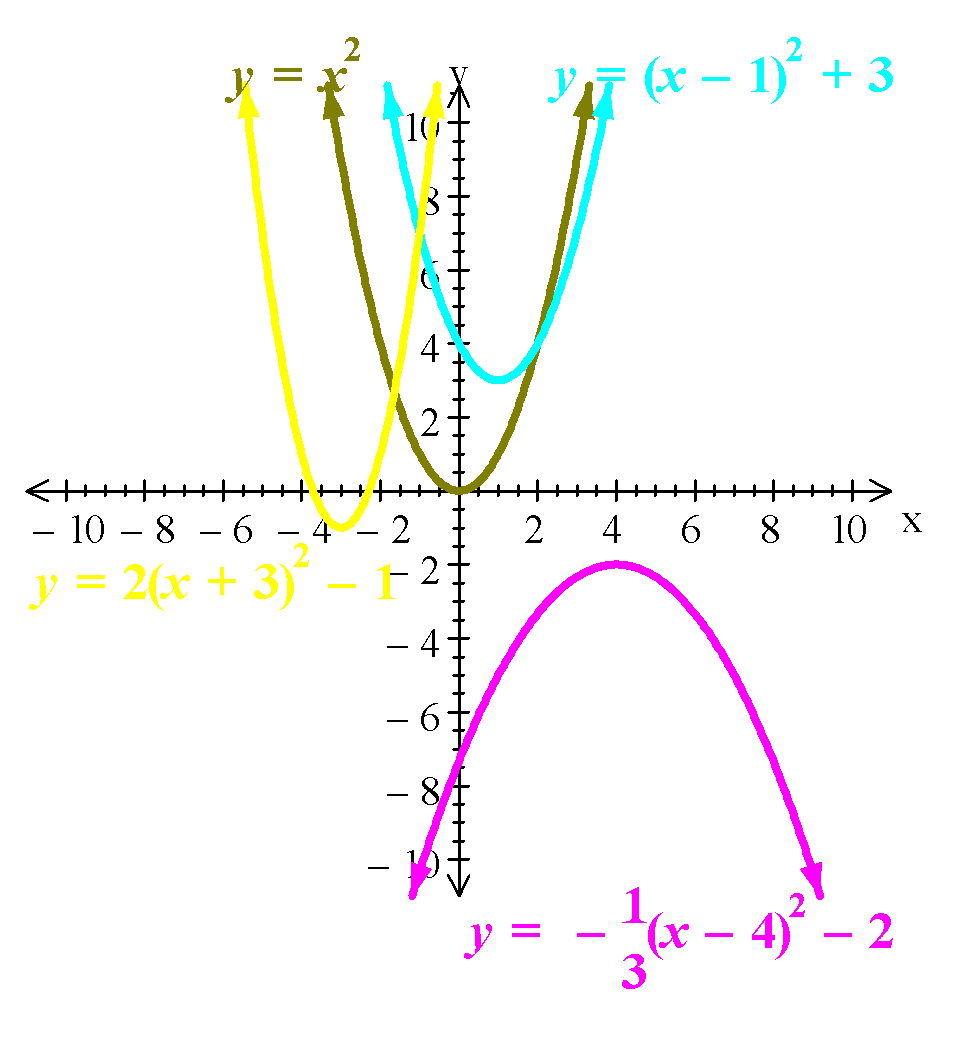 y = x²
y = (x − 1)² + 3
y
10
8
6
4
2
− 10 − 8 − 6 − 4 − 2 2 4 6 8 10 x
y = 2(x + 3)² − 1
− 2
− 4
− 6
− 8
− 10
y = − 1/3(x − 4)² − 2